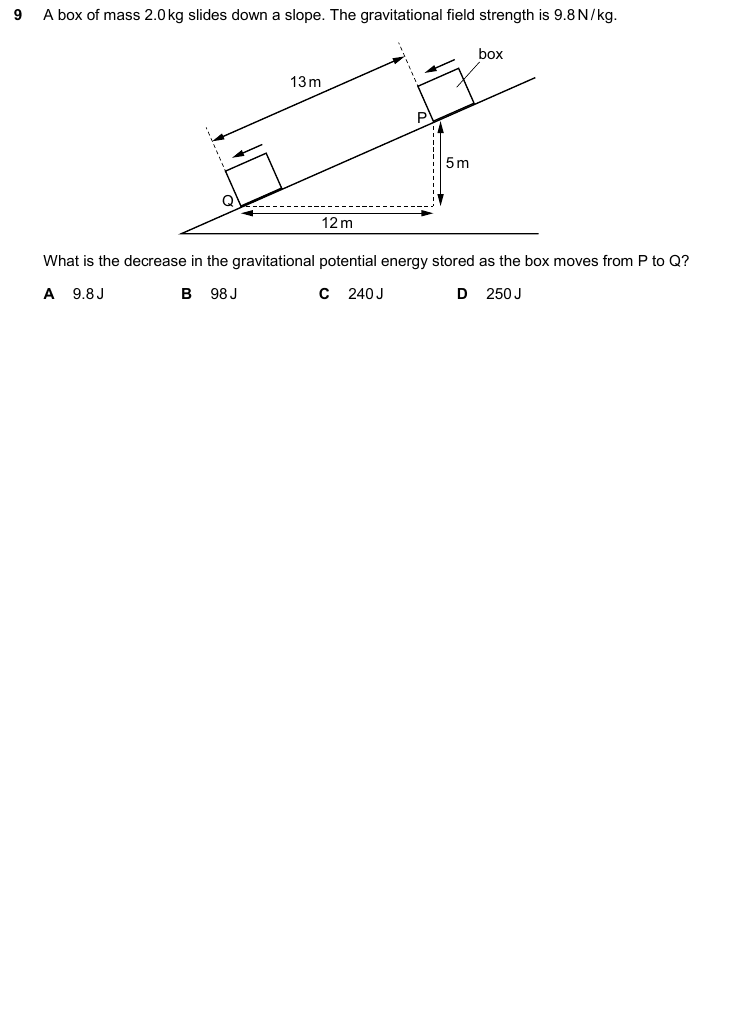 9 A box of mass 2.0 kg slides down a slope. The gravitational field strength is 9.8 N / kg.
box
13 m
P
5 m
Q
12 m
What is the decrease in the gravitational potential energy stored as the box moves from P to Q?
A 9.8 J B 98 J C 240 J D 250 J